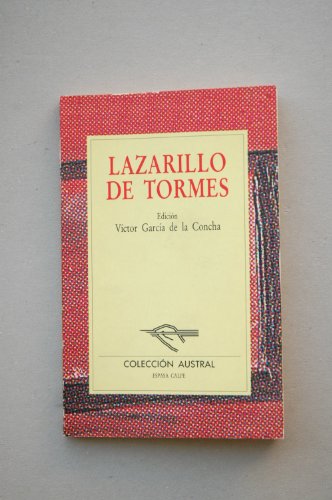 LAZARILLO
DE TORMES
Edición
Víctor García de la Concha
COLECCIÓN AUSTRAL
ESPASA CALPE